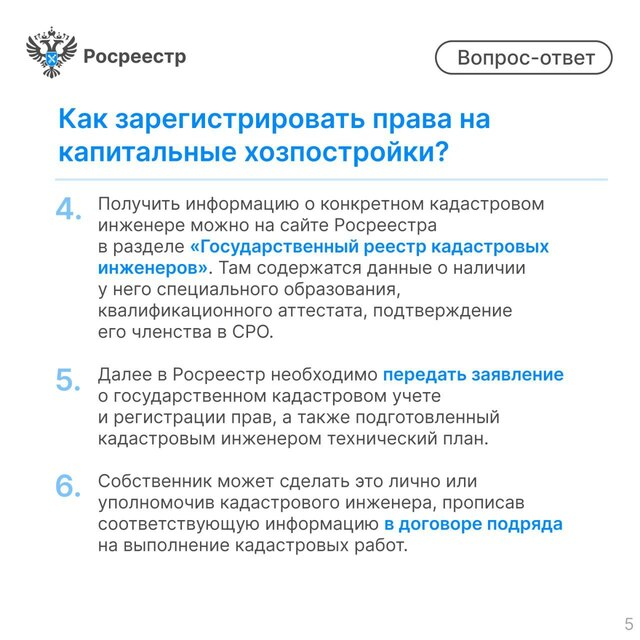 Росреестр
Вопрос-ответ
Как зарегистрировать права на
капитальные хозпостройки?
4. Получить информацию о конкретном кадастровом
инженере можно на сайте Росреестра
в разделе «Государственный реестр кадастровых
инженеров». Там содержатся данные о наличии
у него специального образования,
квалификационного аттестата, подтверждение
его членства в СРО.
5. Далее в Росреестр необходимо передать заявление
о государственном кадастровом учете
и регистрации прав, а также подготовленный
кадастровым инженером технический план.
6. Собственник может сделать это лично или
уполномочив кадастрового инженера, прописав
соответствующую информацию в договоре подряда
на выполнение кадастровых работ.
5